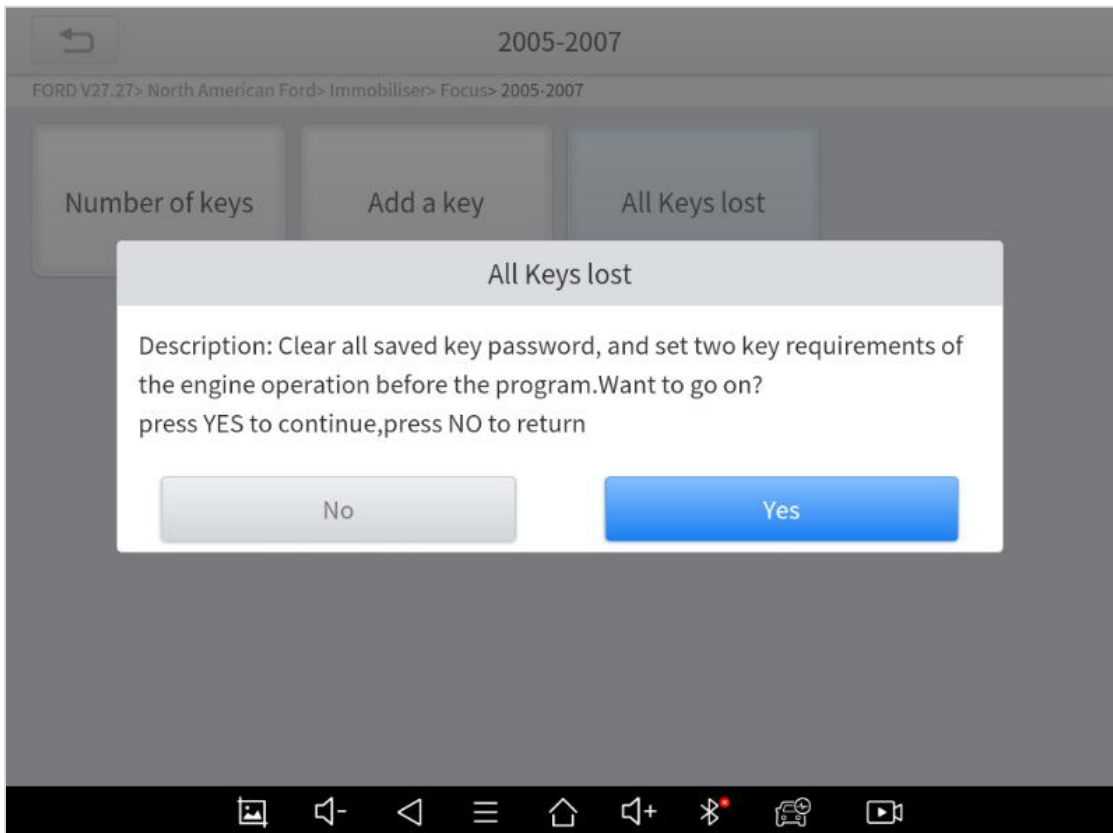 2005-2007
FORD V27.27> North American Ford> Immobiliser> Focus> 2005-2007
Number of keys
Add a key
All Keys lost
All Keys lost
Description: Clear all saved key password, and set two key requirements of
the engine operation before the program.Want to go on?
press YES to continue,press NO to return
No
Yes